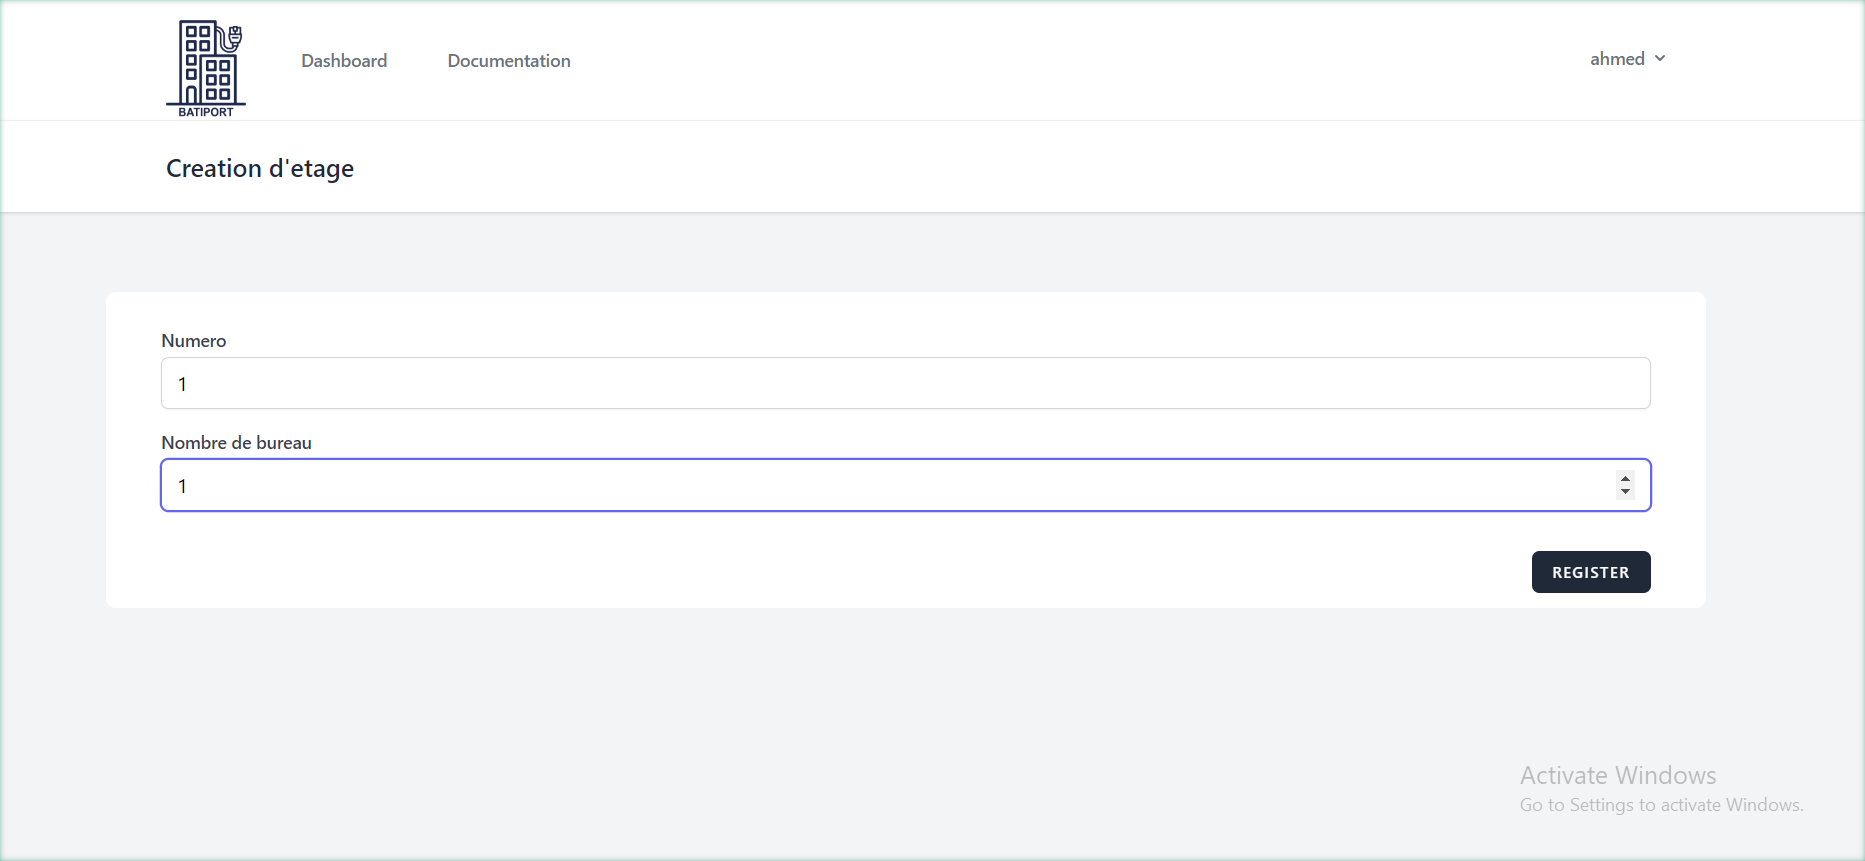 BATIPORT
Dashboard
Documentation
ahmed
Creation d'etage
Numero
1
Nombre de bureau
1
REGISTER
Activate Windows
Go to Settings to activate Windows.